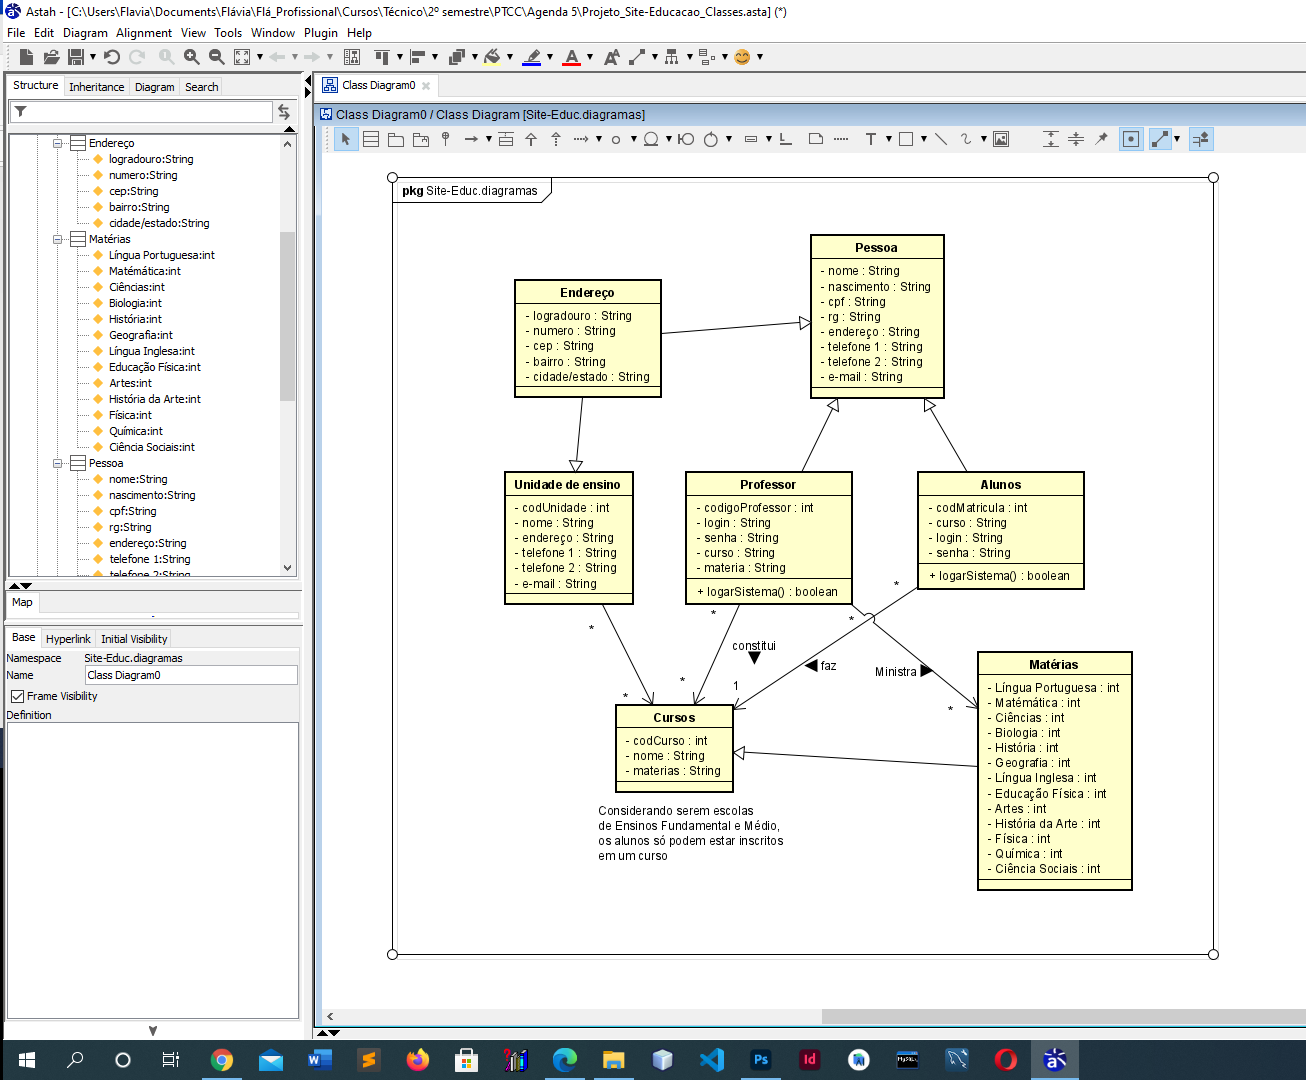 Astah - [C:\Users\Flavia\Documents\Flávia\Flá_Profissional\Cursos\Técnico\2º semestre\PTCC\Agenda 5\Projeto_Site-Educacao_Classes.asta] (*)
File Edit Diagram Alignment View Tools Window Plugin Help
Structure Inheritance Diagram Search
Endereço
logradouro:String
numero:String
cep:String
bairro:String
cidade/estado:String
Matérias
Língua Portuguesa:int
Matémática:int
Ciências:int
Biologia:int
História:int
Geografia:int
Língua Inglesa:int
Educação Física:int
Artes:int
História da Arte:int
Física:int
Química:int
Ciência Sociais:int
Pessoa
nome:String
nascimento:String
cpf:String
rg:String
endereço:String
telefone 1:String
telefone 2:String
Map
Base Hyperlink Initial Visibility
Namespace Site-Educ.diagramas
Name Class Diagram0
Frame Visibility
Definition
Class Diagram0
Class Diagram0 / Class Diagram [Site-Educ.diagramas]
pkg Site-Educ.diagramas
Pessoa
- nome : String
- nascimento : String
- cpf : String
- rg : String
- endereço : String
- telefone 1 : String
- telefone 2 : String
- e-mail : String
Endereço
- logradouro : String
- numero : String
- cep : String
- bairro : String
- cidade/estado : String
Unidade de ensino
- codUnidade : int
- nome : String
- endereço : String
- telefone 1 : String
- telefone 2 : String
- e-mail : String
Professor
- codigoProfessor : int
- login : String
- senha : String
- curso : String
- materia : String
+ logarSistema() : boolean
Alunos
- codMatricula : int
- curso : String
- login : String
- senha : String
+ logarSistema() : boolean
*
*
*
*
constitui
faz
Ministra
*
*
1
*
Cursos
- codCurso : int
- nome : String
- materias : String
Matérias
- Língua Portuguesa : int
- Matémática : int
- Ciências : int
- Biologia : int
- História : int
- Geografia : int
- Língua Inglesa : int
- Educação Física : int
- Artes : int
- História da Arte : int
- Física : int
- Química : int
- Ciência Sociais : int
Considerando serem escolas
de Ensinos Fundamental e Médio,
os alunos só podem estar inscritos
em um curso